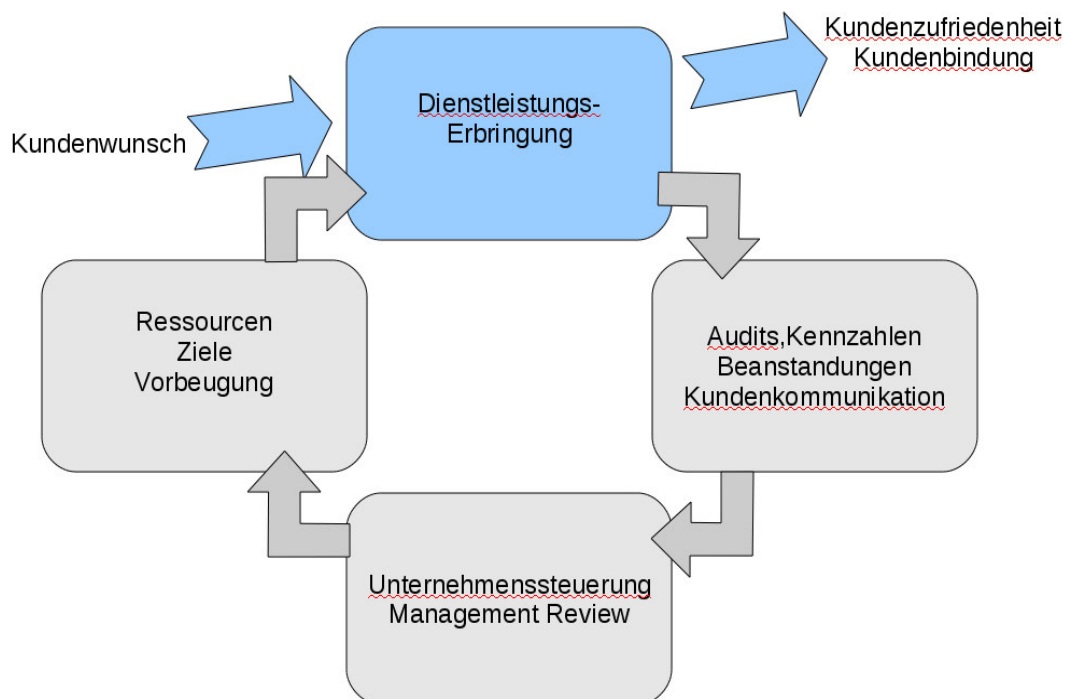 Kundenzufriedenheit
Kundenbindung
Dienstleistungs-
Erbringung
Kundenwunsch
Ressourcen
Ziele
Vorbeugung
Audits,Kennzahlen
Beanstandungen
Kundenkommunikation
Unternehmenssteuerung
Management Review